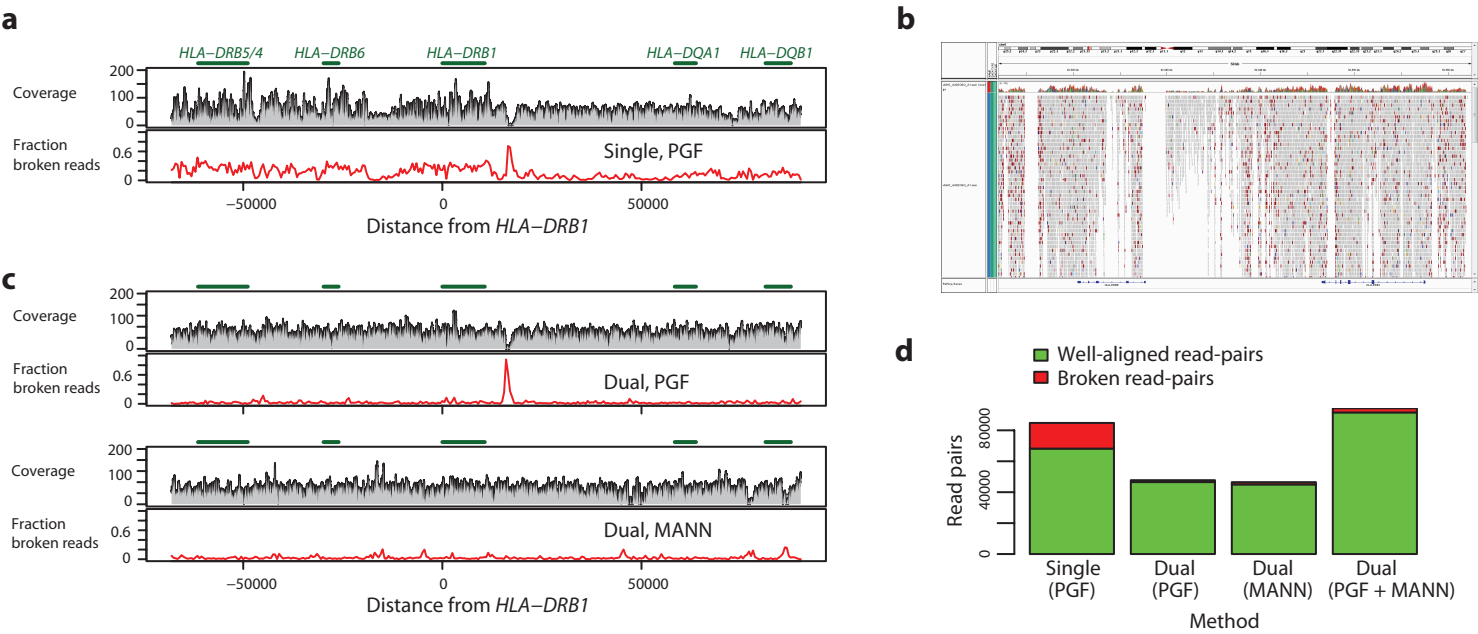 a
HLA−DRB5/4 HLA−DRB6 HLA−DRB1 HLA−DQA1 HLA−DQB1
Coverage
200
100
0
Fraction
broken reads
0.6
0
Single, PGF
−50000 0 50000
Distance from HLA−DRB1
b
c
Coverage
200
100
0
Fraction
broken reads
0.6
0
Dual, PGF
Coverage
200
100
0
Fraction
broken reads
0.6
0
Dual, MANN
−50000 0 50000
Distance from HLA−DRB1
d
Well-aligned read-pairs
Broken read-pairs
Read pairs
80000
40000
0
Single
(PGF)
Dual
(PGF)
Dual
(MANN)
Dual
(PGF + MANN)
Method